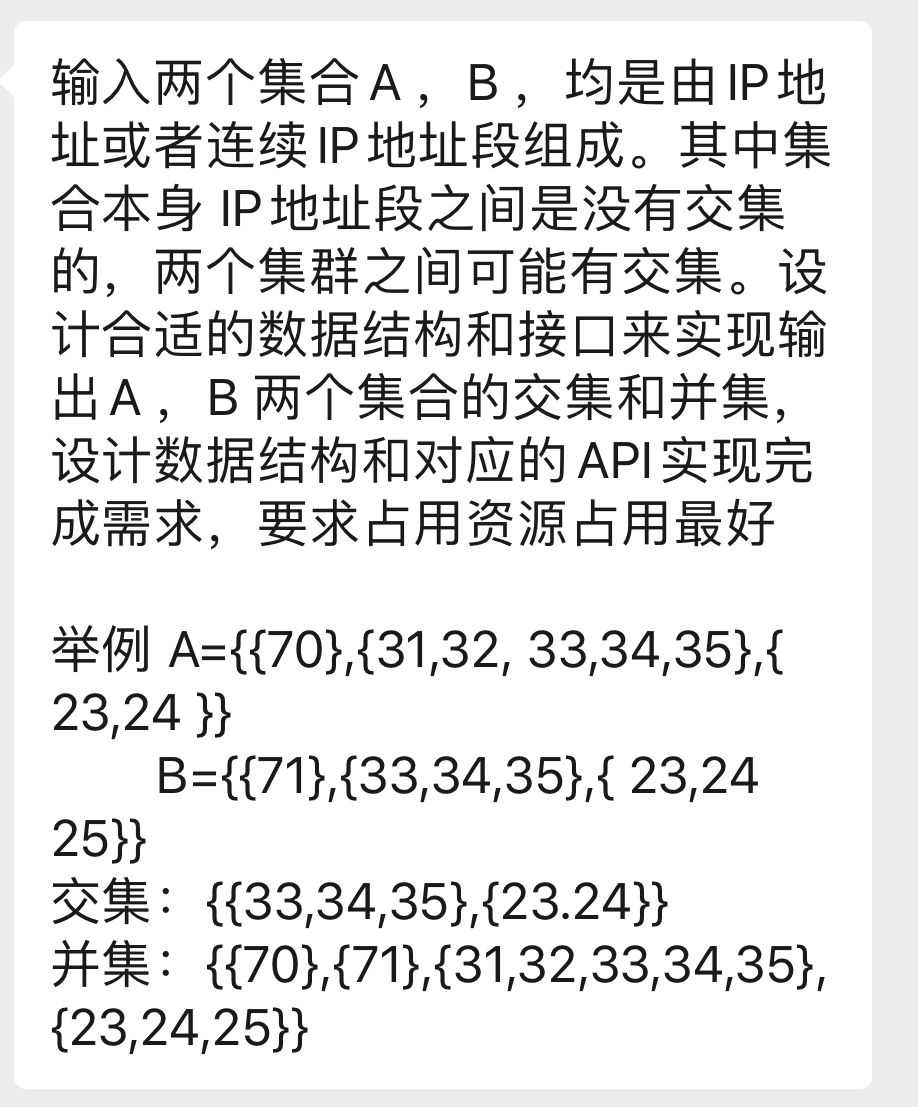 输入两个集合A ，B ，均是由IP地
址或者连续IP地址段组成。其中集
合本身 IP地址段之间是没有交集
的，两个集群之间可能有交集。设
计合适的数据结构和接口来实现输
出A ，B 两个集合的交集和并集，
设计数据结构和对应的API实现完
成需求，要求占用资源占用最好
举例 A={{70},{31,32, 33,34,35},{
23,24 }}
B={{71},{33,34,35},{ 23,24
25}}
交集：{{33,34,35},{23.24}}
并集：{{70},{71},{31,32,33,34,35},
{23,24,25}}